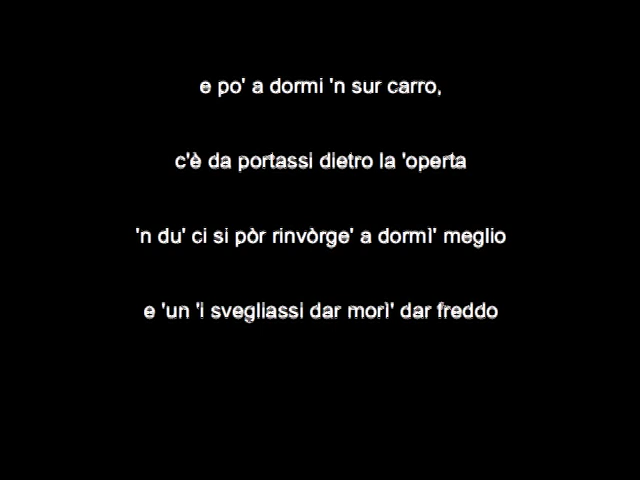 e po' a dormi 'n sur carro,
c'è da portassi dietro la 'operta
'n du' ci si pòr rinvòrge' a dormì' meglio
e 'un 'i svegliassi dar morì' dar freddo